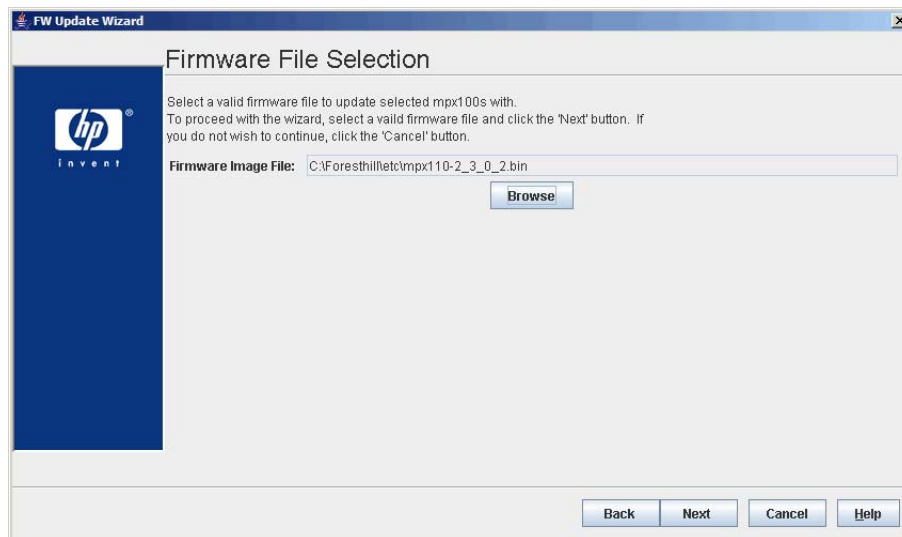 FW Update Wizard
Firmware File Selection
hp
®
invent
Select a valid firmware file to update selected mpx100s with.
To proceed with the wizard, select a vaild firmware file and click the 'Next' button.  If
you do not wish to continue, click the 'Cancel' button.
Firmware Image File: C:\Foresthill\etc\mpx110-2_3_0_2.bin
Browse
Back Next Cancel Help